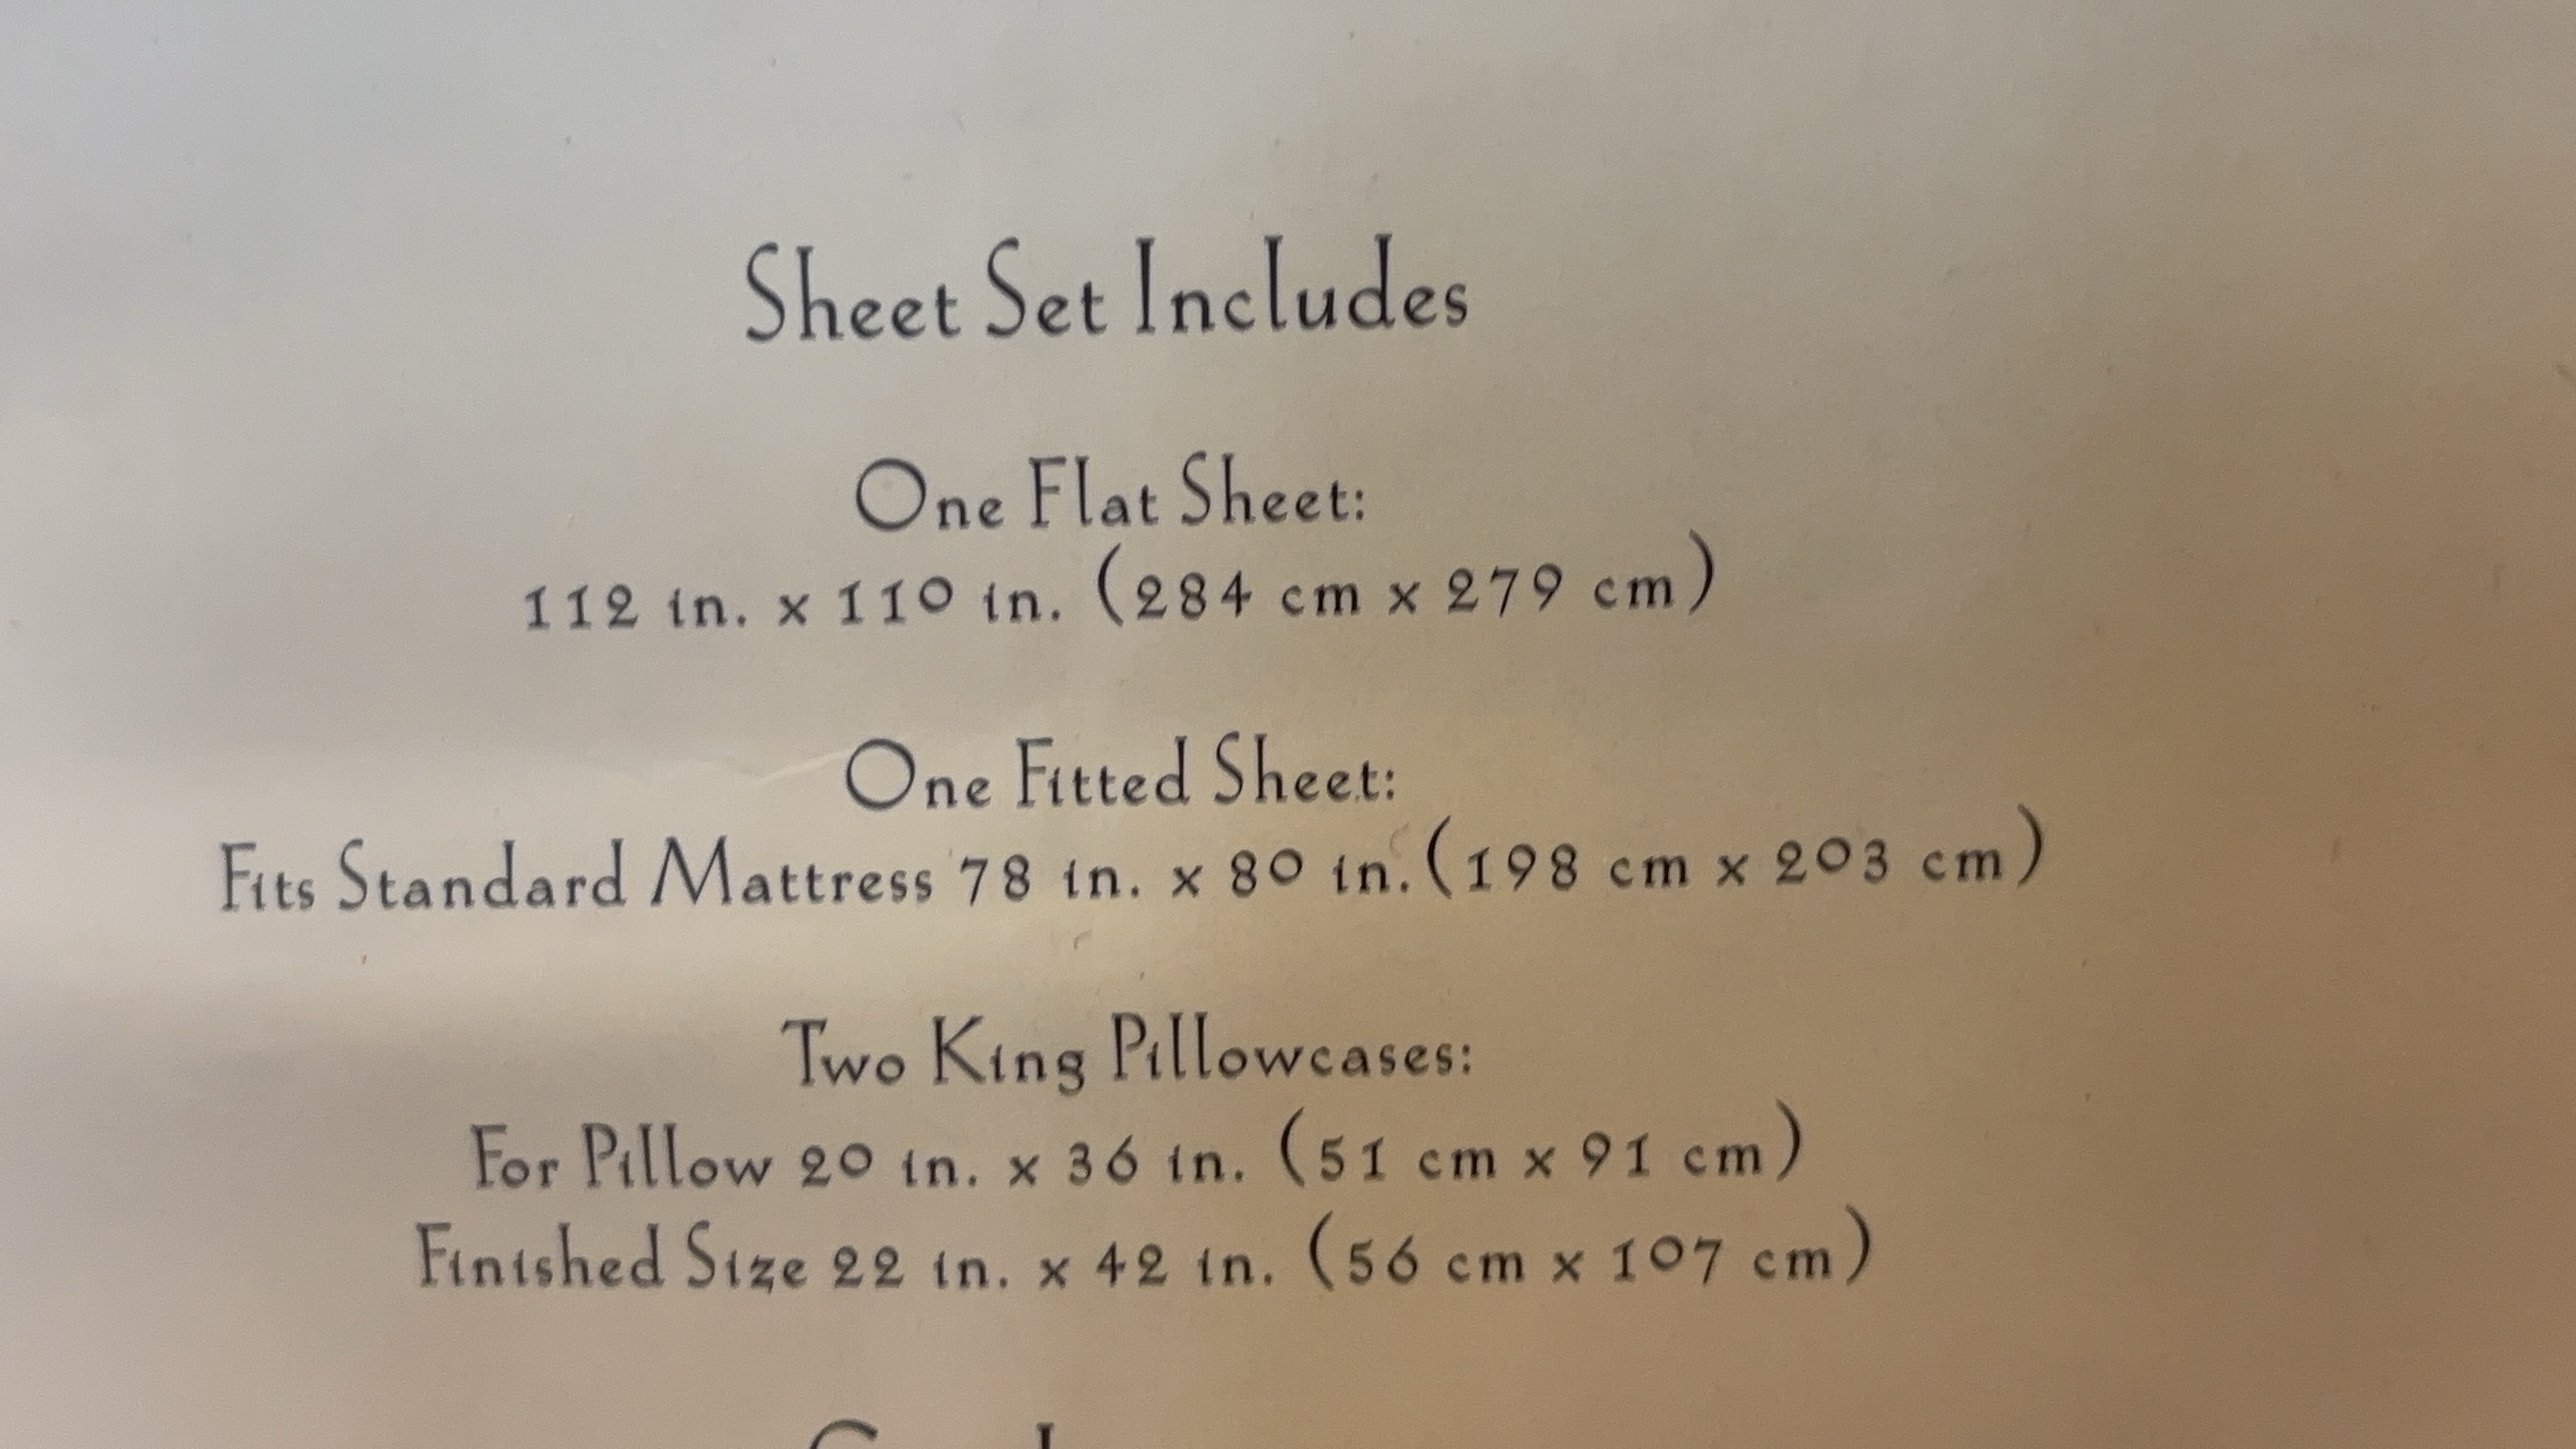 Sheet Set Includes
One Flat Sheet:
112 in. x 110 in. (284 cm x 279 cm)
One Fitted Sheet:
Fits Standard Mattress 78 in. x 80 in. (198 cm x 203 cm)
Two King Pillowcases:
For Pillow 20 in. x 36 in. (51 cm x 91 cm)
Finished Size 22 in. x 42 in. (56 cm x 107 cm)